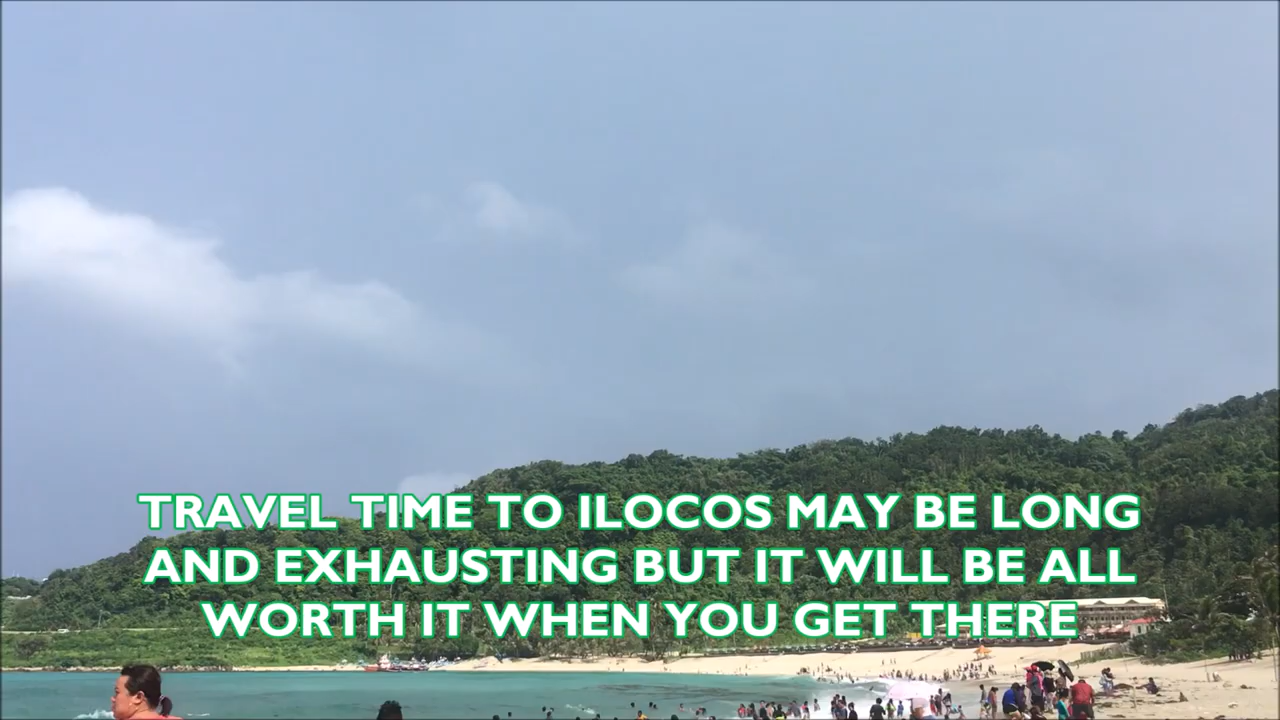 TRAVEL TIME TO ILOCOS MAY BE LONG
AND EXHAUSTING BUT IT WILL BE ALL
WORTH IT WHEN YOU GET THERE